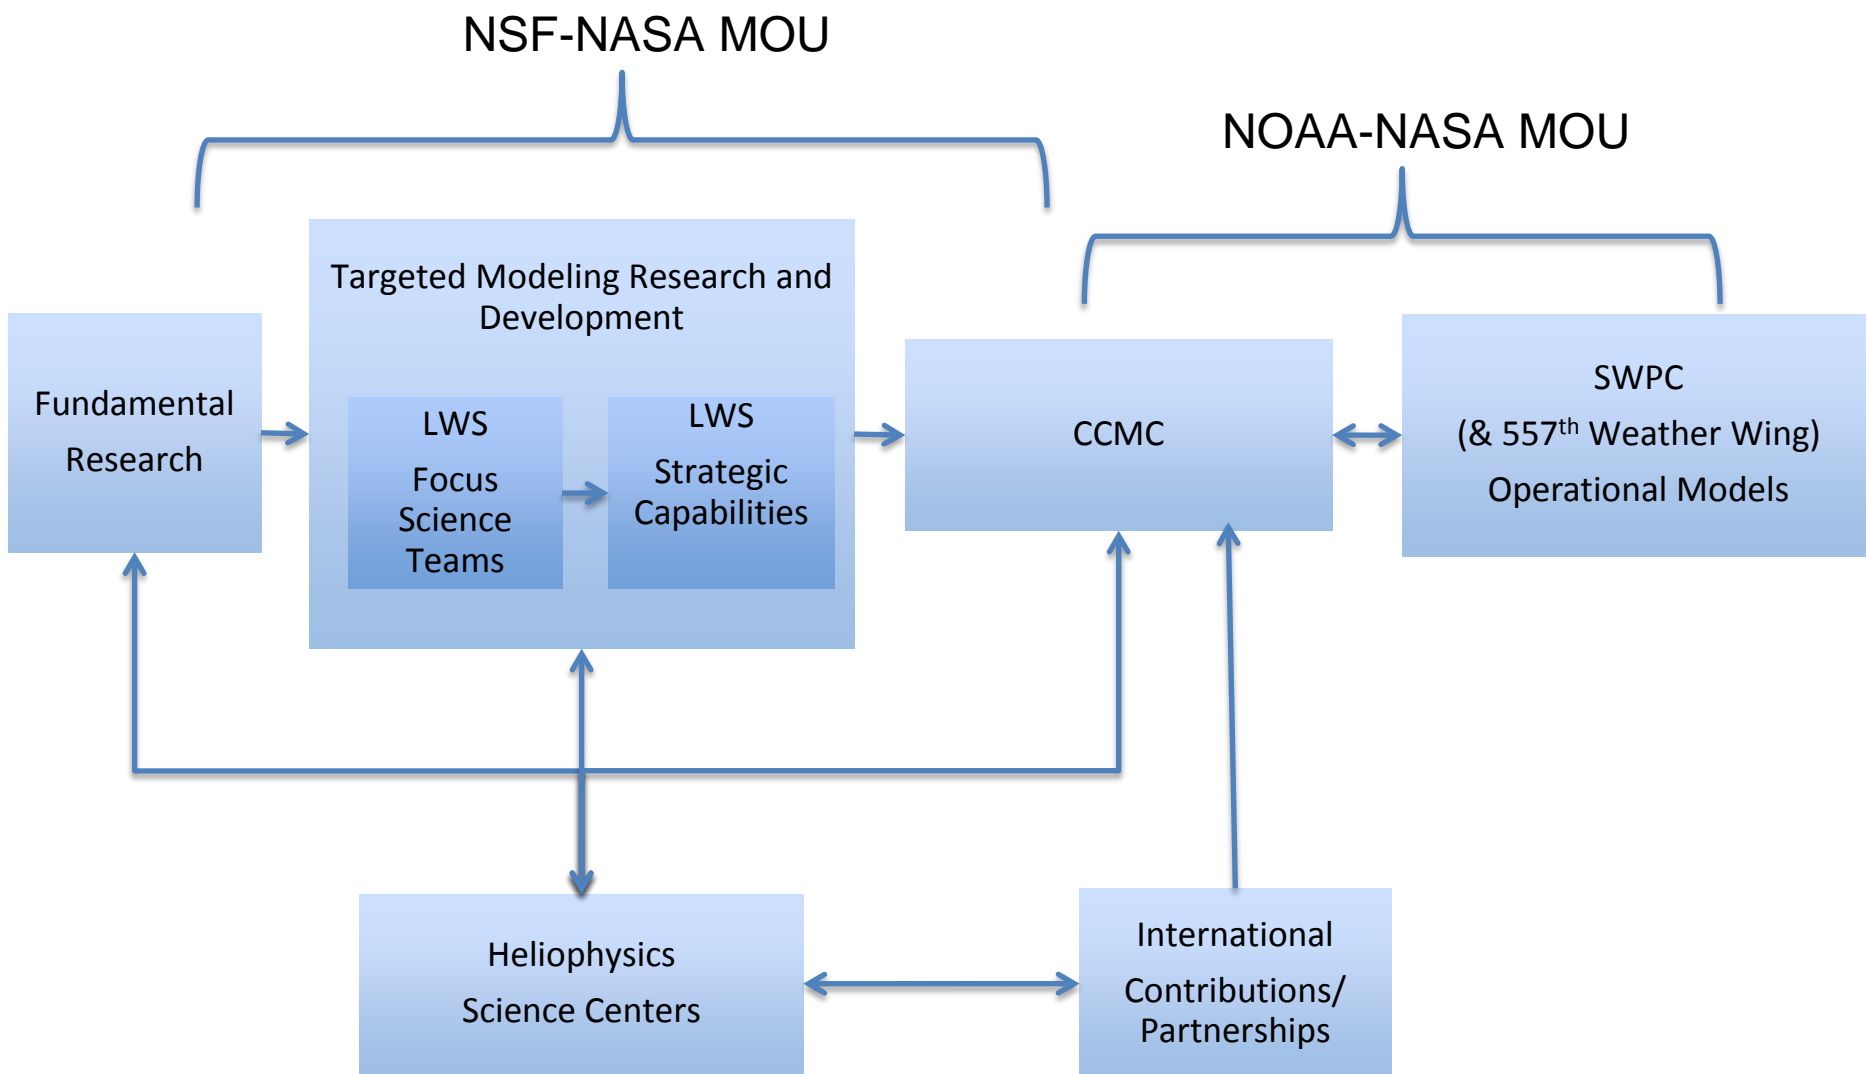 NSF-NASA MOU
NOAA-NASA MOU
Targeted Modeling Research and
Development
Fundamental
Research
LWS
Focus
Science
Teams
LWS
Strategic
Capabilities
CCMC
SWPC
(& 557th Weather Wing)
Operational Models
Heliophysics
Science Centers
International
Contributions/
Partnerships